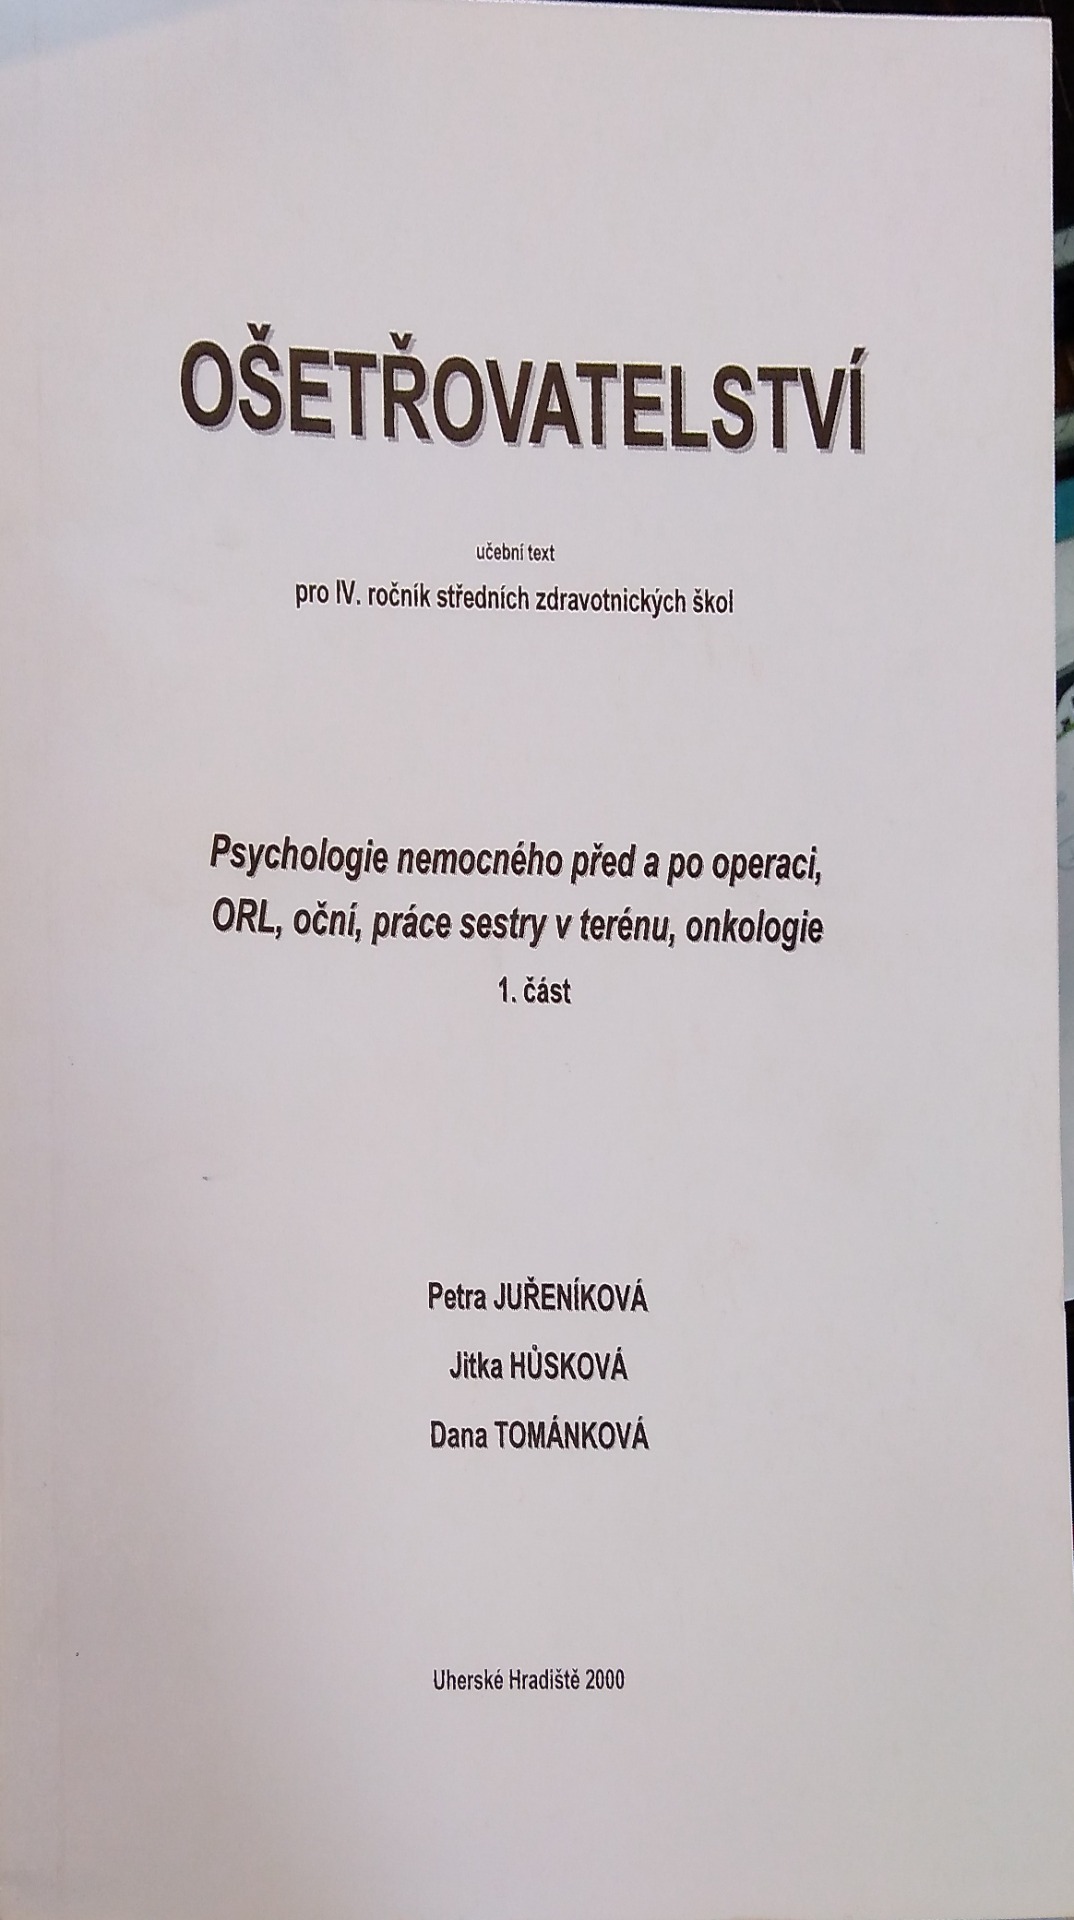 OŠETŘOVATELSTVÍ
učební text
pro IV. ročník středních zdravotnických škol
Psychologie nemocného před a po operaci,
ORL, oční, práce sestry v terénu, onkologie
1. část
Petra JUŘENÍKOVÁ
Jitka HŮSKOVÁ
Dana TOMÁNKOVÁ
Uherské Hradiště 2000